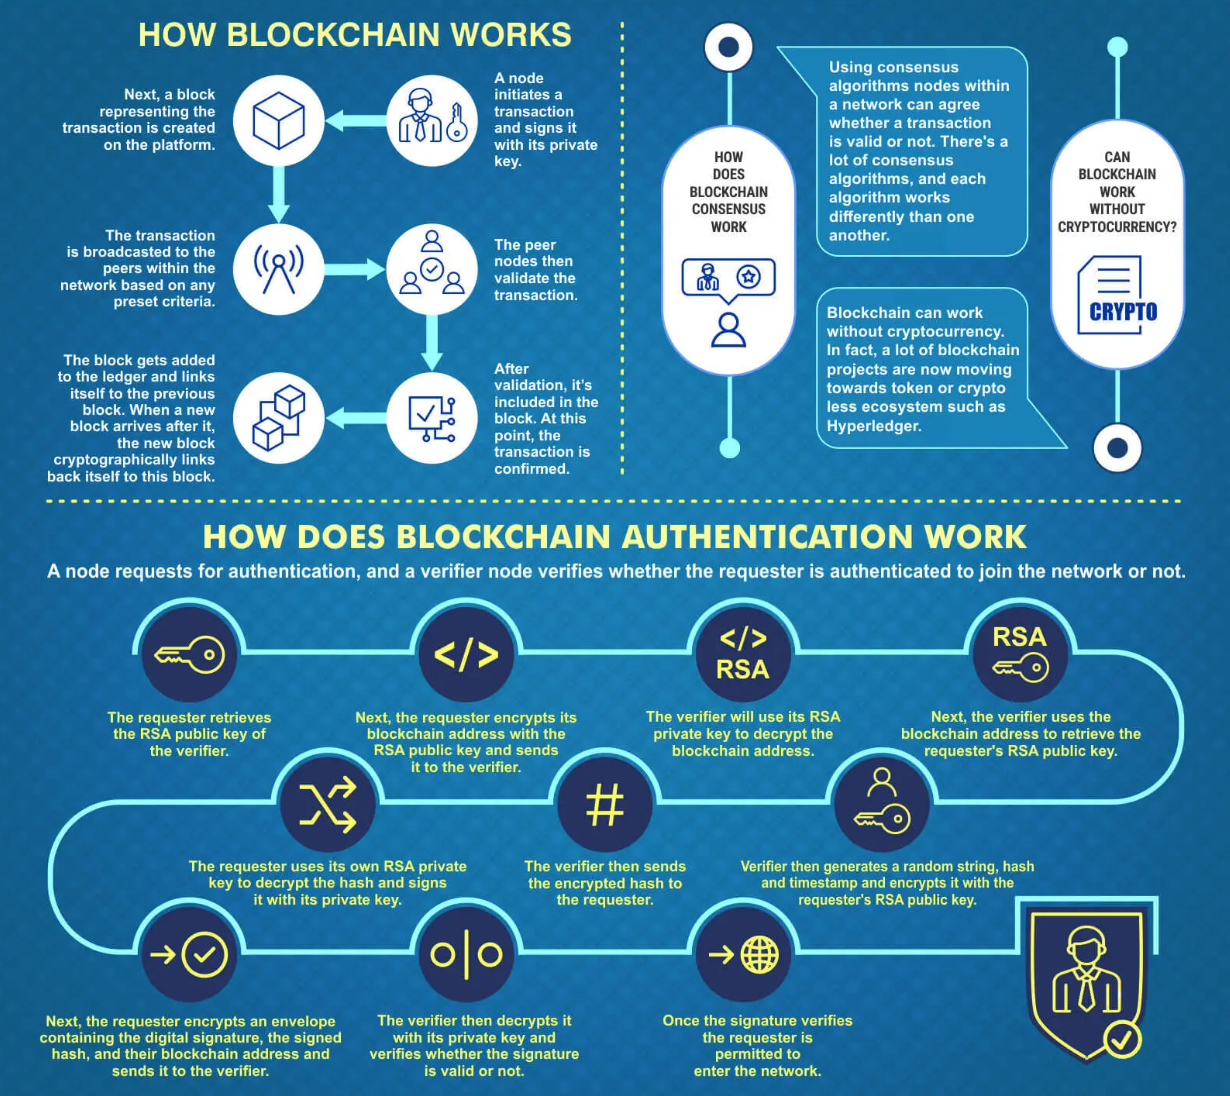 HOW BLOCKCHAIN WORKS
A node
initiates a
transaction
and signs it
with its private
key.
Next, a block
representing the
transaction is created
on the platform.
The transaction
is broadcasted to the
peers within the
network based on any
preset criteria.
The peer
nodes then
validate the
transaction.
After
validation, it's
included in the
block. At this
point, the
transaction is
confirmed.
The block gets added
to the ledger and links
itself to the previous
block. When a new
block arrives after it,
the new block
cryptographically links
back itself to this block.
HOW
DOES
BLOCKCHAIN
CONSENSUS
WORK
Using consensus
algorithms nodes within
a network can agree
whether a transaction
is valid or not. There's a
lot of consensus
algorithms, and each
algorithm works
differently than one
another.
CAN
BLOCKCHAIN
WORK
WITHOUT
CRYPTOCURRENCY?
CRYPTO
Blockchain can work
without cryptocurrency.
In fact, a lot of blockchain
projects are now moving
towards token or crypto
less ecosystem such as
Hyperledger.
HOW DOES BLOCKCHAIN AUTHENTICATION WORK
A node requests for authentication, and a verifier node verifies whether the requester is authenticated to join the network or not.
The requester retrieves
the RSA public key of
the verifier.
</>
Next, the requester encrypts its
blockchain address with the
RSA public key and sends
it to the verifier.
</>
RSA
The verifier will use its RSA
private key to decrypt the
blockchain address.
RSA
Next, the verifier uses the
blockchain address to retrieve the
requester's RSA public key.
Verifier then generates a random string, hash
and timestamp and encrypts it with the
requester's RSA public key.
#
The verifier then sends
the encrypted hash to
the requester.
The requester uses its own RSA private
key to decrypt the hash and signs
it with its private key.
Next, the requester encrypts an envelope
containing the digital signature, the signed
hash, and their blockchain address and
sends it to the verifier.
The verifier then decrypts it
with its private key and
verifies whether the signature
is valid or not.
Once the signature verifies
the requester is
permitted to
enter the network.